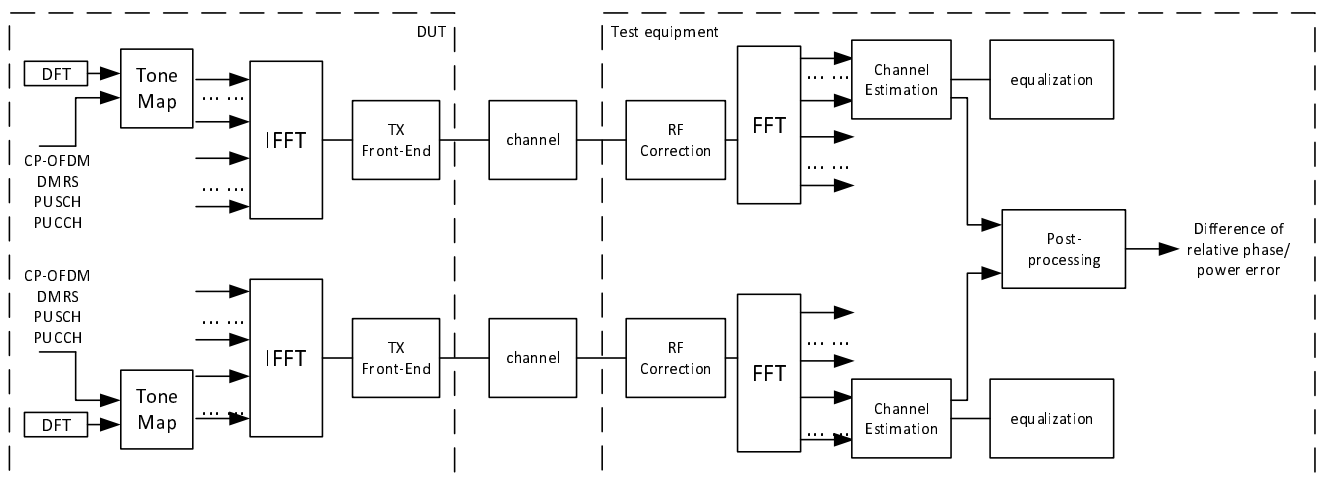 DUT
Test equipment
DFT
Tone
Map
... ...
... ...
CP-OFDM
DMRS
PUSCH
PUCCH
IFFT
TX
Front-End
channel
RF
Correction
FFT
... ...
... ...
Channel
Estimation
equalization
Post-
processing
Difference of
relative phase/
power error
CP-OFDM
DMRS
PUSCH
PUCCH
DFT
Tone
Map
... ...
... ...
IFFT
TX
Front-End
channel
RF
Correction
FFT
... ...
... ...
Channel
Estimation
equalization